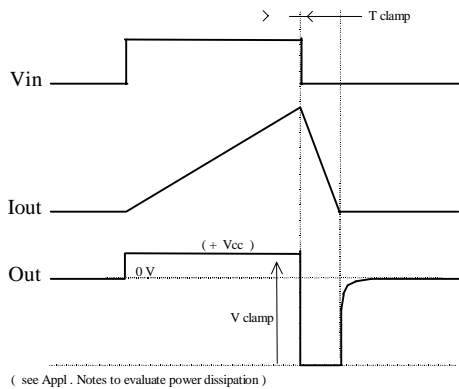 T clamp
Vin
Iout
( + Vcc )
Out
0 V
V clamp
( see Appl . Notes to evaluate power dissipation )